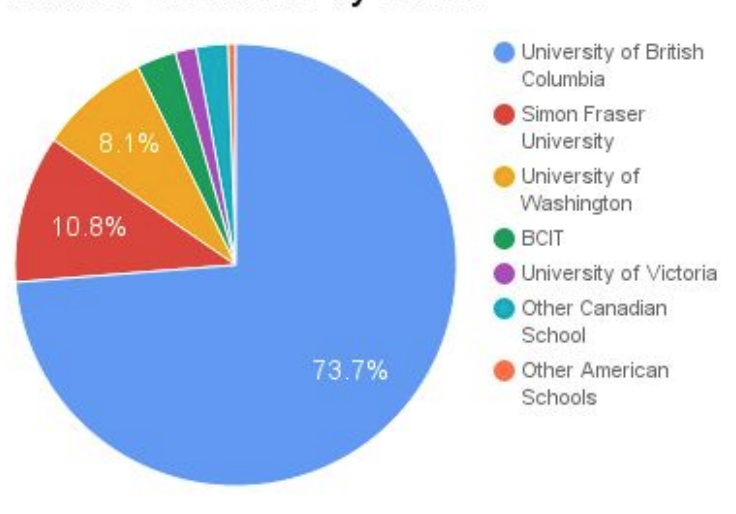 University of British
Columbia
Simon Fraser
University
University of
Washington
BCIT
University of Victoria
Other Canadian
School
Other American
Schools
8.1%
10.8%
73.7%